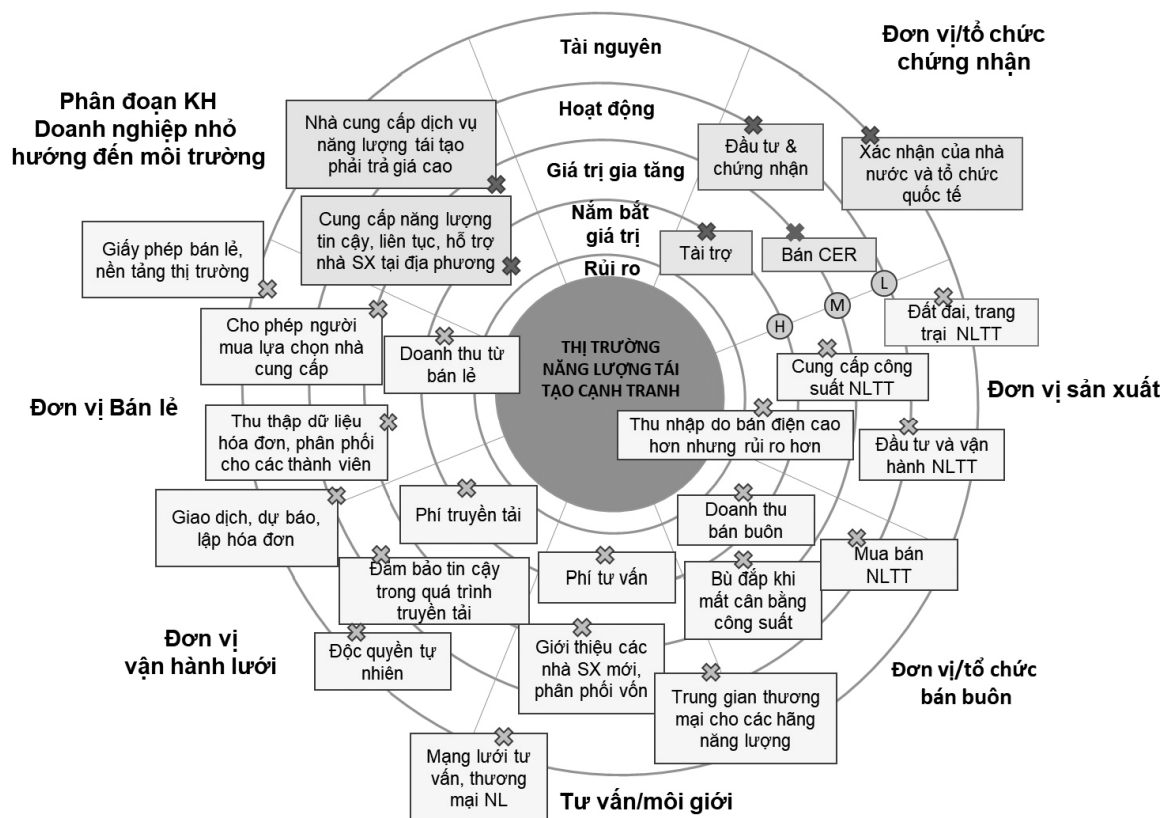 Tài nguyên
Hoạt động
Giá trị gia tăng
Nắm bắt
giá trị
Rủi ro
THỊ TRƯỜNG
NĂNG LƯỢNG TÁI
TẠO CẠNH TRANH
Đơn vị/tổ chức
chứng nhận
Đầu tư &
chứng nhận
Xác nhận của nhà
nước và tổ chức
quốc tế
Tài trợ
Bán CER
H
M
L
Đất đai, trang
trại NLTT
Cung cấp công
suất NLTT
Đơn vị sản xuất
Thu nhập do bán điện cao
hơn nhưng rủi ro hơn
Đầu tư và vận
hành NLTT
Doanh thu
bán buôn
Mua bán
NLTT
Bù đắp khi
mất cân bằng
công suất
Trung gian thương
mại cho các hãng
năng lượng
Đơn vị/tổ chức
bán buôn
Phí tư vấn
Giới thiệu các
nhà SX mới,
phân phối vốn
Mạng lưới tư
vấn, thương
mại NL
Tư vấn/môi giới
Phí truyền tải
Đảm bảo tin cậy
trong quá trình
truyền tải
Độc quyền tự
nhiên
Giao dịch, dự báo,
lập hóa đơn
Đơn vị
vận hành lưới
Thu thập dữ liệu
hóa đơn, phân phối
cho các thành viên
Đơn vị Bán lẻ
Doanh thu từ
bán lẻ
Cho phép người
mua lựa chọn nhà
cung cấp
Giấy phép bán lẻ,
nền tảng thị trường
Phân đoạn KH
Doanh nghiệp nhỏ
hướng đến môi trường
Nhà cung cấp dịch vụ
năng lượng tái tạo
phải trả giá cao
Cung cấp năng lượng
tin cậy, liên tục, hỗ trợ
nhà SX tại địa phương